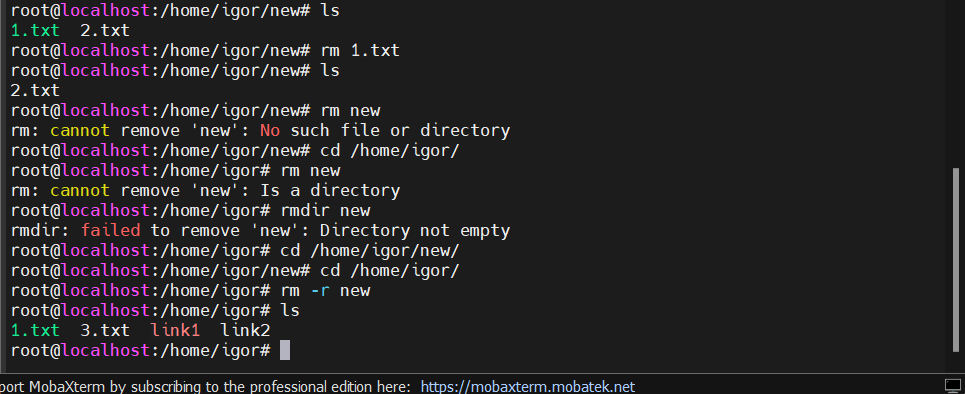 root@localhost:/home/igor/new# ls
1.txt  2.txt
root@localhost:/home/igor/new# rm 1.txt
root@localhost:/home/igor/new# ls
2.txt
root@localhost:/home/igor/new# rm new
rm: cannot remove 'new': No such file or directory
root@localhost:/home/igor/new# cd /home/igor/
root@localhost:/home/igor# rm new
rm: cannot remove 'new': Is a directory
root@localhost:/home/igor# rmdir new
rmdir: failed to remove 'new': Directory not empty
root@localhost:/home/igor# cd /home/igor/new/
root@localhost:/home/igor/new# cd /home/igor/
root@localhost:/home/igor# rm -r new
root@localhost:/home/igor# ls
1.txt  3.txt  link1  link2
root@localhost:/home/igor#
port MobaXterm by subscribing to the professional edition here:  https://mobaxterm.mobatek.net